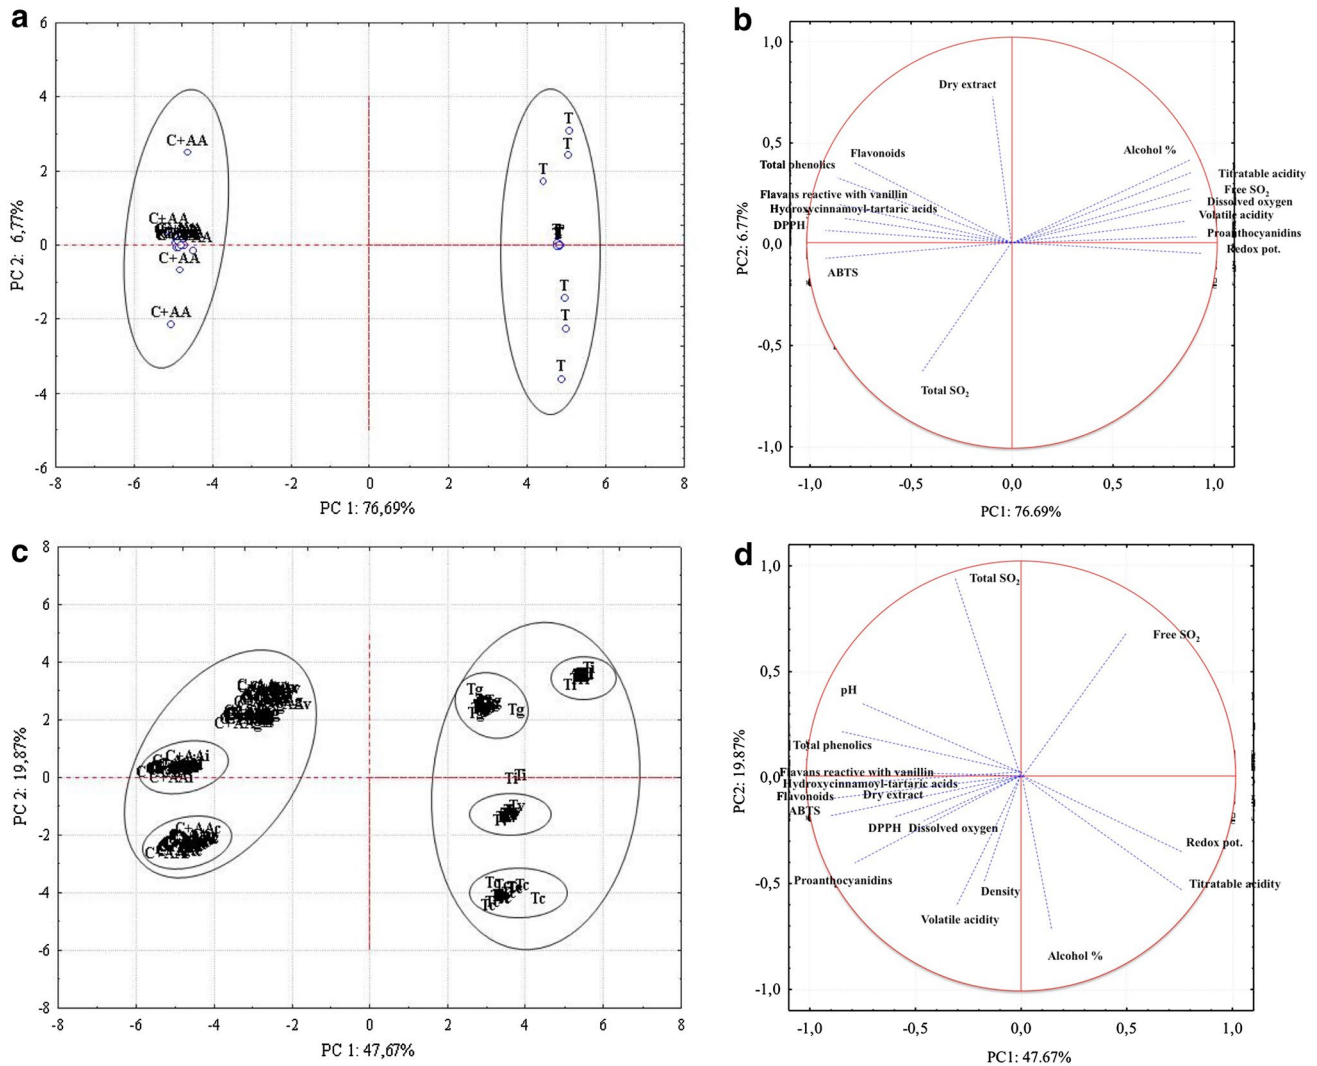 a
6
4
2
0
-2
-4
-6
-8 -6 -4 -2 0 2 4 6 8
PC 2: 6,77%
PC 1: 76,69%
C+AA
C+AA
C+AA
C+AA
T
T
T
T
T
T
T
b
1,0
0,5
0,0
-0,5
-1,0
-1,0 -0,5 0,0 0,5 1,0
PC2: 6.77%
PC1: 76.69%
Dry extract
Flavonoids
Total phenolics
Flavans reactive with vanillin
Hydroxycinnamoyl-tartaric acids
DPPH
ABTS
Total SO2
Alcohol %
Titratable acidity
Free SO2
Dissolved oxygen
Volatile acidity
Proanthocyanidins
Redox pot.
c
8
6
4
2
0
-2
-4
-6
-8
-8 -6 -4 -2 0 2 4 6 8
PC 2: 19,87%
PC 1: 47,67%
C+AAi
C+AAi
C+AAc
Tg
Tg
Tg
Ti
Ti
Ti
Ti
Tv
Tc
Tc
Tc
d
1,0
0,5
0,0
-0,5
-1,0
-1,0 -0,5 0,0 0,5 1,0
PC2: 19.87%
PC1: 47.67%
Total SO2
Free SO2
pH
Total phenolics
Flavans reactive with vanillin
Hydroxycinnamoyl-tartaric acids
Flavonoids Dry extract
ABTS
DPPH Dissolved oxygen
Proanthocyanidins
Density
Volatile acidity
Alcohol %
Redox pot.
Titratable acidity